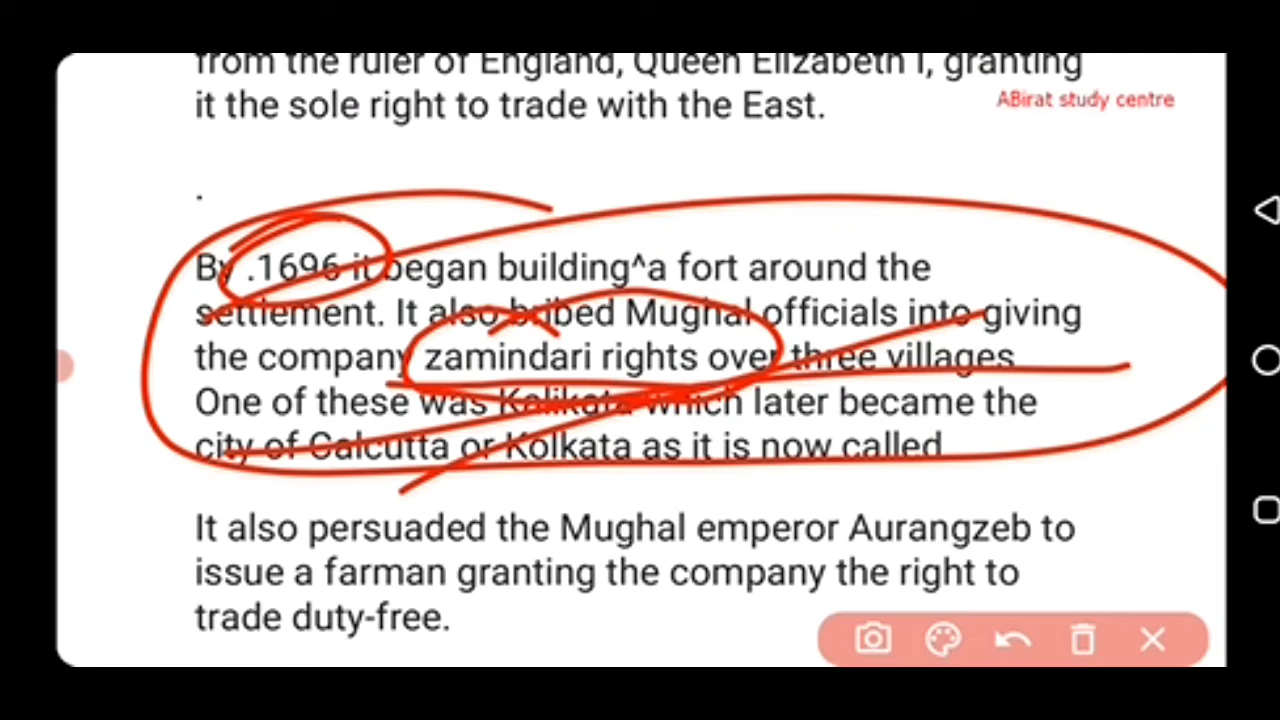 from the ruler of England, Queen Elizabeth I, granting
it the sole right to trade with the East.
ABirat study centre
.
By .1696 it began building^a fort around the
settlement. It also bribed Mughal officials into giving
the company zamindari rights over three villages
One of these was Kalikata which later became the
city of Calcutta or Kolkata as it is now called
It also persuaded the Mughal emperor Aurangzeb to
issue a farman granting the company the right to
trade duty-free.